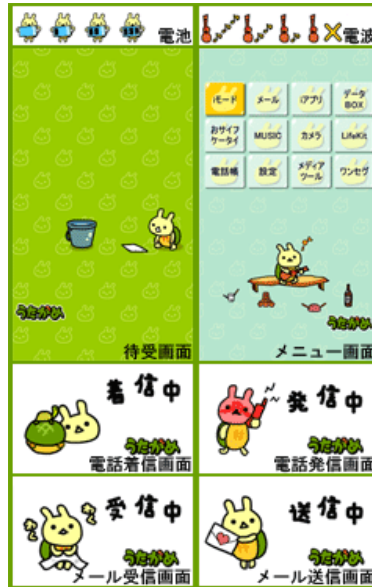 電池
電波
iモード メール iアプリ データBOX
おサイフケータイ MUSIC カメラ LifeKit
電話帳 設定 メディアツール ワンセグ
うたがめ
うたがめ
待受画面
メニュー画面
着信中
うたがめ
電話着信画面
発信中
うたがめ
電話発信画面
受信中
うたがめ
メール受信画面
送信中
うたがめ
メール送信画面